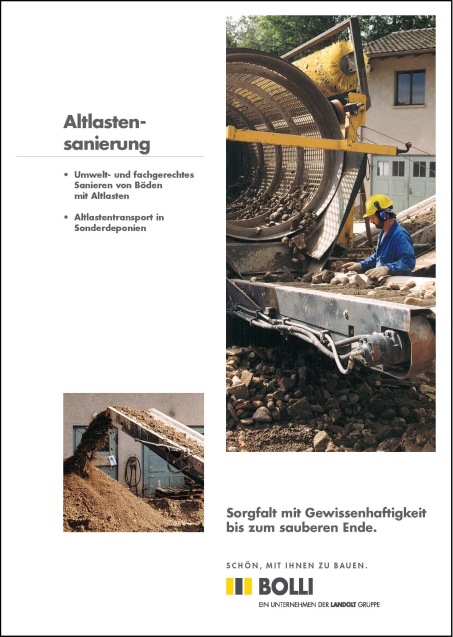 Altlasten-
sanierung
• Umwelt- und fachgerechtes
Sanieren von Böden
mit Altlasten
• Altlastentransport in
Sonderdeponien
Sorgfalt mit Gewissenhaftigkeit
bis zum sauberen Ende.
SCHÖN, MIT IHNEN ZU BAUEN.
BOLLI
EIN UNTERNEHMEN DER LANDOLT GRUPPE